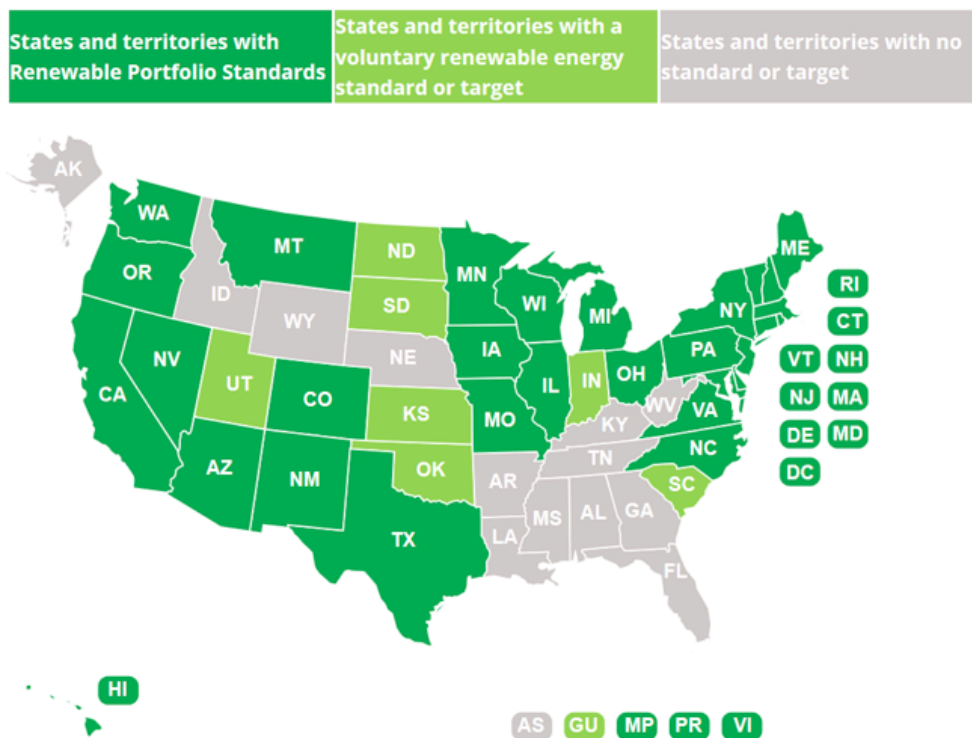 States and territories with
Renewable Portfolio Standards
States and territories with a
voluntary renewable energy
standard or target
States and territories with no
standard or target
AK
WA
MT
ND
MN
ME
OR
ID
SD
WI
MI
NY
RI
WY
CT
NV
NE
IA
PA
VT
NH
CA
UT
CO
IL
IN
OH
WV
NJ
MA
KS
MO
KY
VA
DE
MD
AZ
NM
OK
AR
TN
NC
DC
TX
LA
MS
AL
GA
SC
FL
HI
AS
GU
MP
PR
VI